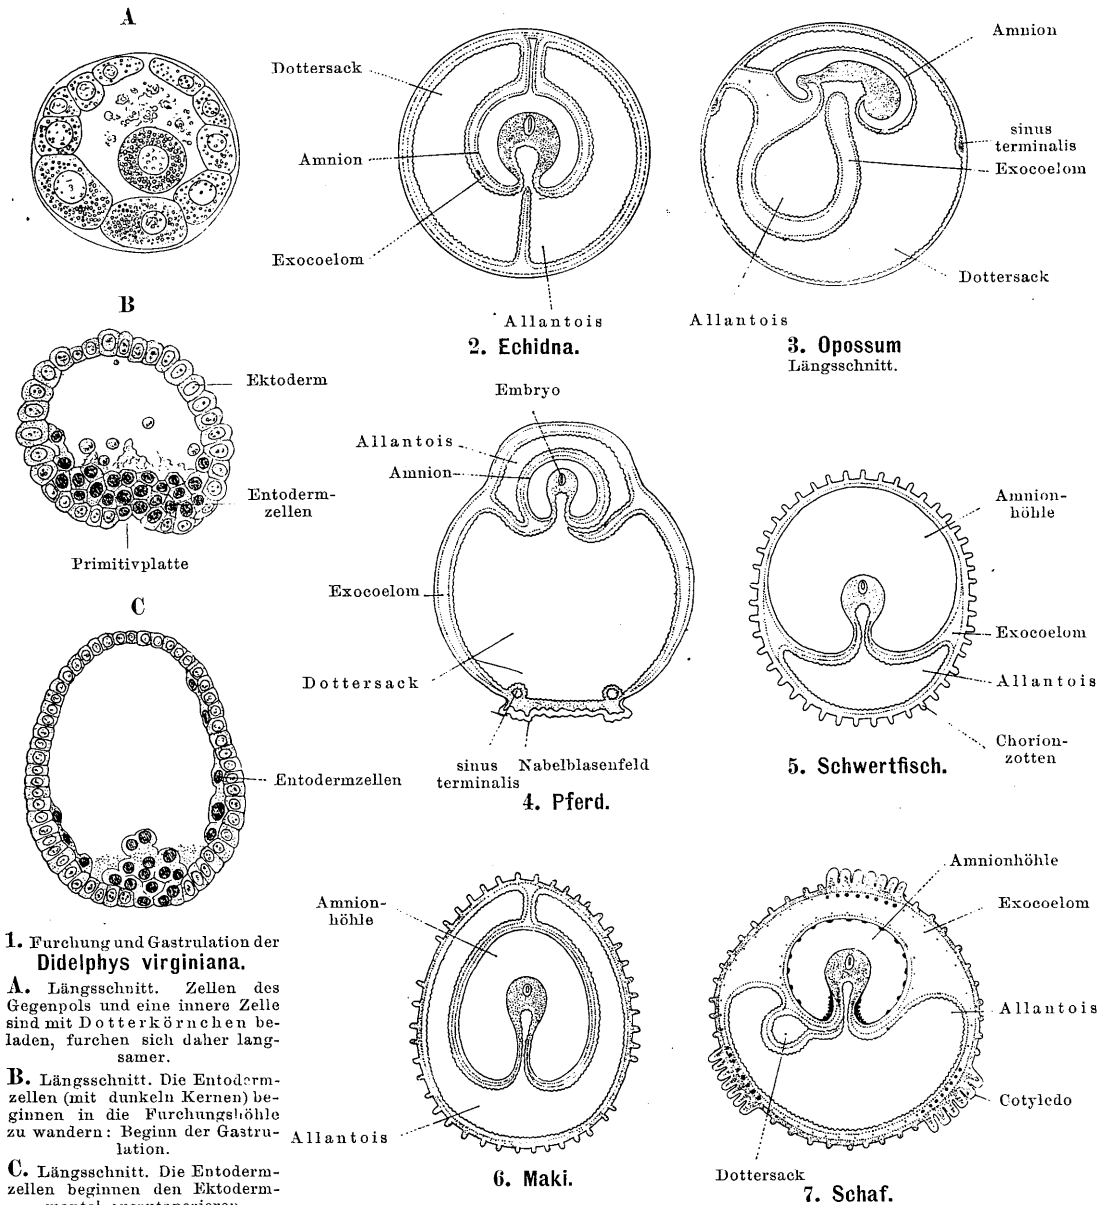 A
B
Ektoderm
Entoderm-
zellen
Primitivplatte
C
Entodermzellen
1. Furchung und Gastrulation der
Didelphys virginiana.
A. Längsschnitt. Zellen des
Gegenpols und eine innere Zelle
sind mit Dotterkörnchen be-
laden, furchen sich daher lang-
samer.
B. Längsschnitt. Die Entoderm-
zellen (mit dunkeln Kernen) be-
ginnen in die Furchungshöhle
zu wandern: Beginn der Gastru-
lation.
C. Längsschnitt. Die Entoderm-
zellen beginnen den Ektoderm-
Dottersack
Amnion
Exocoelom
Allantois
2. Echidna.
Amnion
sinus
terminalis
Exocoelom
Dottersack
Allantois
3. Opossum
Längsschnitt.
Embryo
Allantois
Amnion
Exocoelom
Dottersack
sinus
terminalis
Nabelblasenfeld
4. Pferd.
Amnion-
höhle
Exocoelom
Allantois
Chorion-
zotten
5. Schwertfisch.
Amnion-
höhle
Allantois
6. Maki.
Amnionhöhle
Exocoelom
Allantois
Cotyledo
Dottersack
7. Schaf.